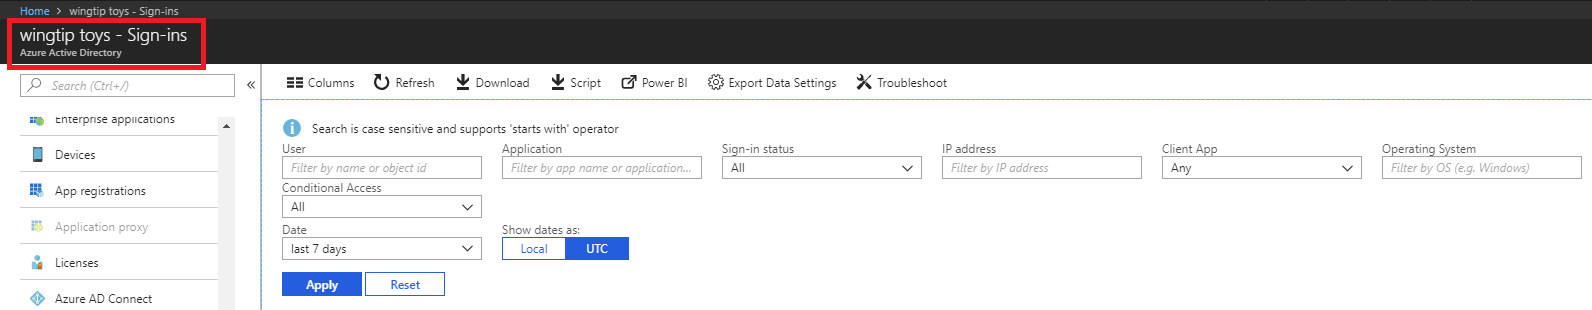 Home > wingtip toys - Sign-ins
wingtip toys - Sign-ins
Azure Active Directory
Search (Ctrl+/)
«
Enterprise applications
Devices
App registrations
Application proxy
Licenses
Azure AD Connect
Columns Refresh Download Script Power BI Export Data Settings Troubleshoot
Search is case sensitive and supports 'starts with' operator
User Application Sign-in status IP address Client App Operating System
Filter by name or object id Filter by app name or application... All Filter by IP address Any Filter by OS (e.g. Windows)
Conditional Access
All
Date Show dates as:
last 7 days Local UTC
Apply Reset